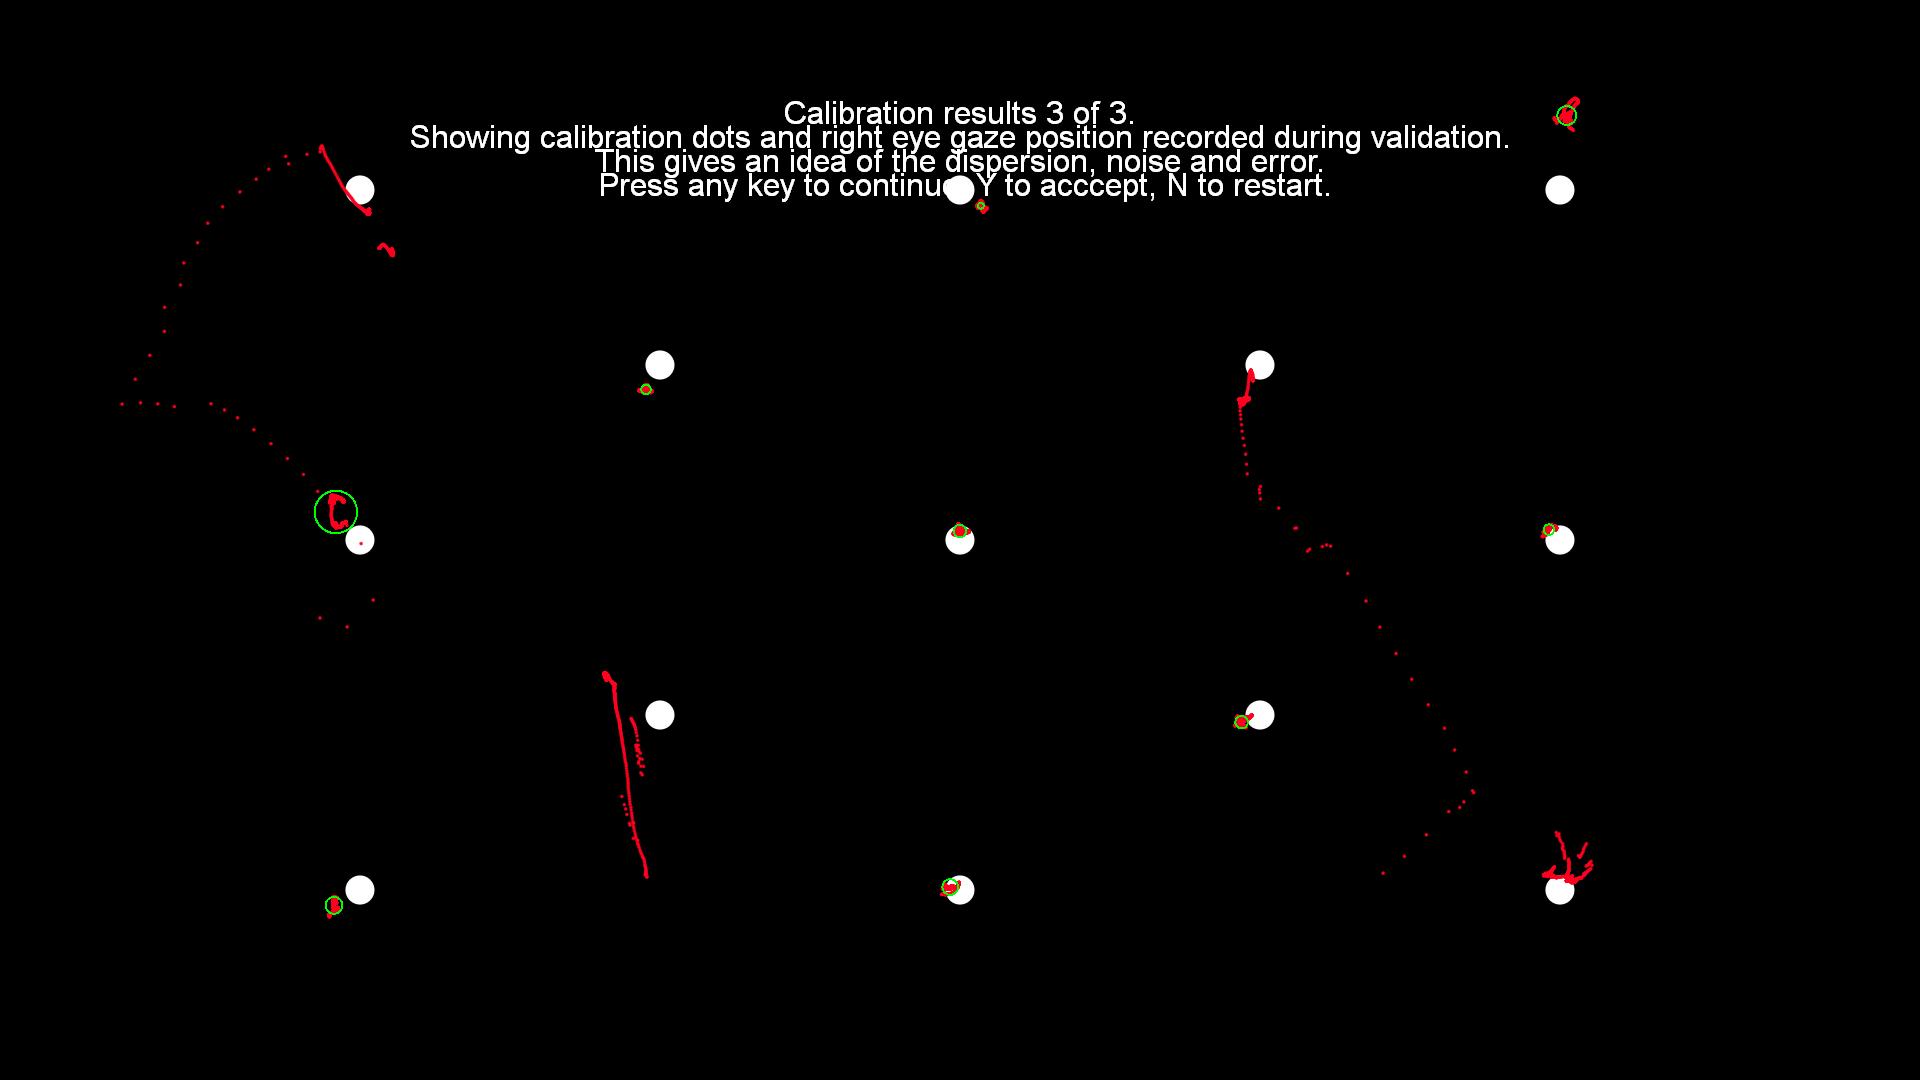 Calibration results 3 of 3.
Showing calibration dots and right eye gaze position recorded during validation.
This gives an idea of the dispersion, noise and error.
Press any key to continue, Y to acccept, N to restart.